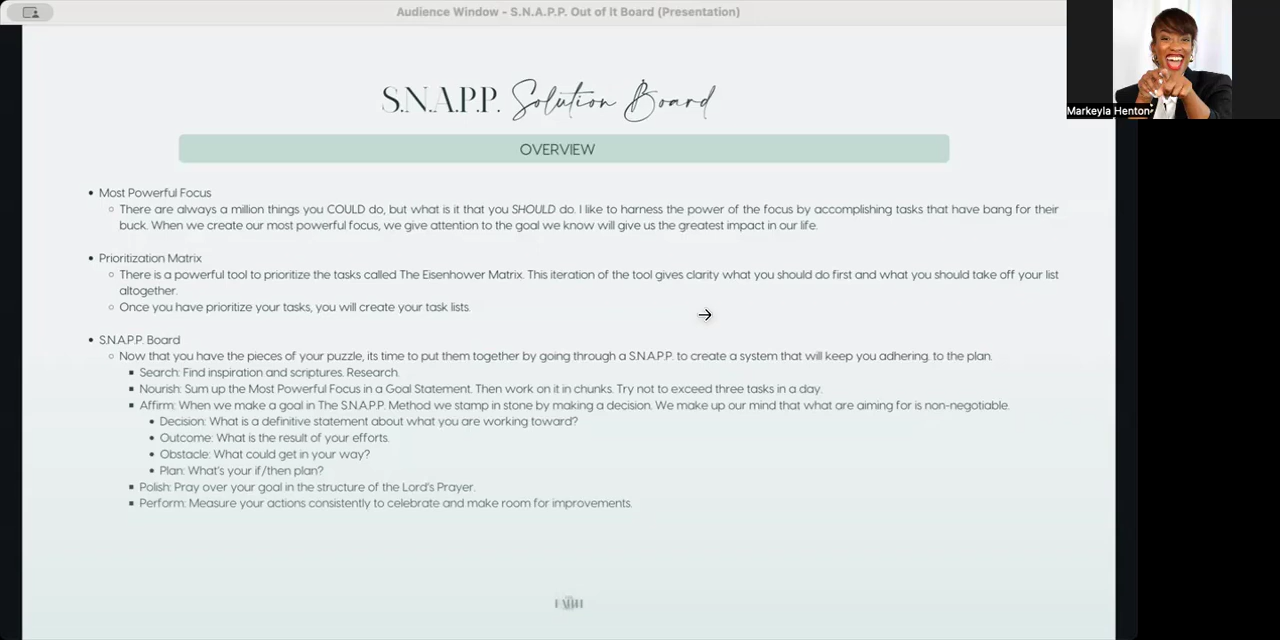 Audience Window - S.N.A.P.P. Out of It Board (Presentation)
Markeyla Henton
S.N.A.P.P. Solution Board
OVERVIEW
• Most Powerful Focus
○ There are always a million things you COULD do, but what is it that you SHOULD do. I like to harness the power of the focus by accomplishing tasks that have bang for their
buck. When we create our most powerful focus, we give attention to the goal we know will give us the greatest impact in our life.
• Prioritization Matrix
○ There is a powerful tool to prioritize the tasks called The Eisenhower Matrix. This iteration of the tool gives clarity what you should do first and what you should take off your list
altogether.
○ Once you have prioritize your tasks, you will create your task lists.
• S.N.A.P.P. Board
○ Now that you have the pieces of your puzzle, its time to put them together by going through a S.N.A.P.P. to create a system that will keep you adhering. to the plan.
▪ Search: Find inspiration and scriptures. Research.
▪ Nourish: Sum up the Most Powerful Focus in a Goal Statement. Then work on it in chunks. Try not to exceed three tasks in a day.
▪ Affirm: When we make a goal in The S.N.A.P.P. Method we stamp in stone by making a decision. We make up our mind that what are aiming for is non-negotiable.
• Decision: What is a definitive statement about what you are working toward?
• Outcome: What is the result of your efforts.
• Obstacle: What could get in your way?
• Plan: What's your if/then plan?
▪ Polish: Pray over your goal in the structure of the Lord's Prayer.
▪ Perform: Measure your actions consistently to celebrate and make room for improvements.